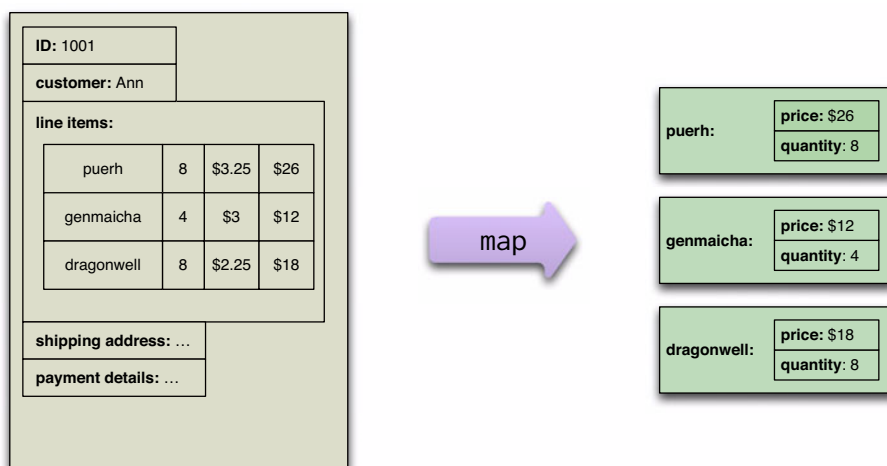 ID: 1001
customer: Ann
line items:
puerh 8 $3.25 $26
genmaicha 4 $3 $12
dragonwell 8 $2.25 $18
shipping address: …
payment details: …
map
puerh:
price: $26
quantity: 8
genmaicha:
price: $12
quantity: 4
dragonwell:
price: $18
quantity: 8